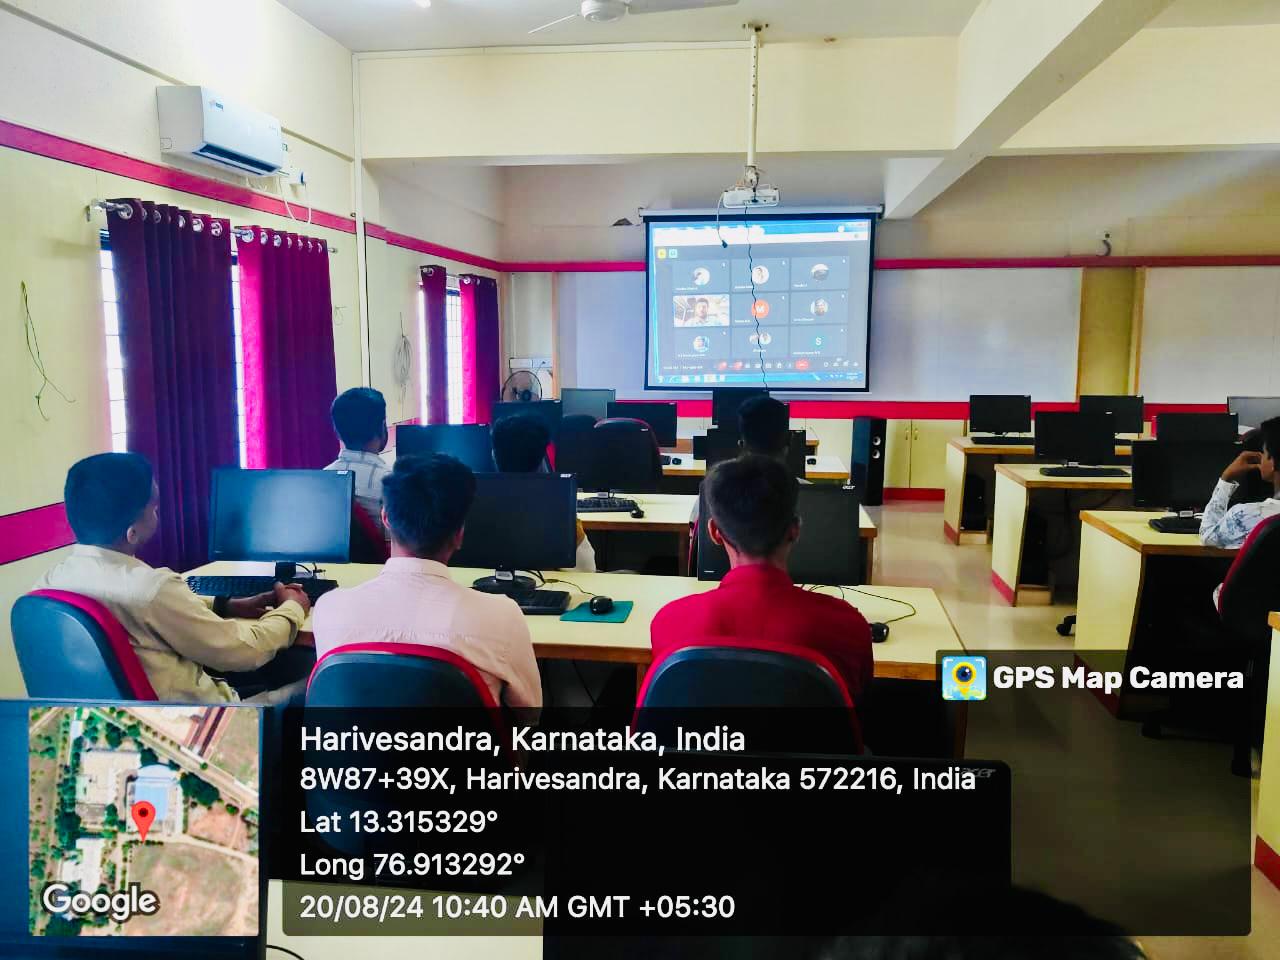 acer
M
S
GPS Map Camera
Harivesandra, Karnataka, India
8W87+39X, Harivesandra, Karnataka 572216, India
Lat 13.315329°
Long 76.913292°
20/08/24 10:40 AM GMT +05:30
Google